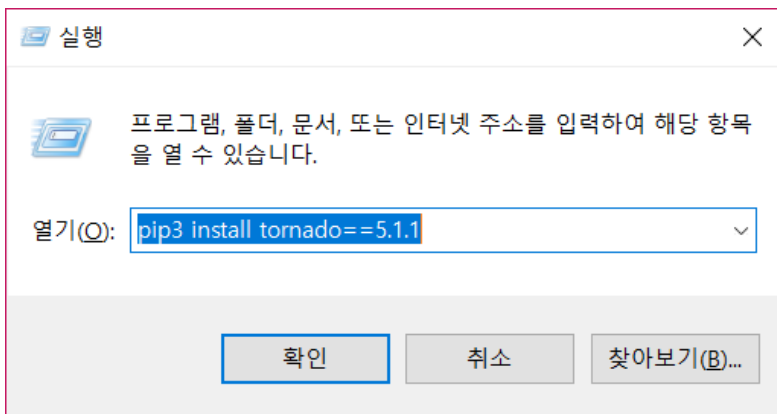 실행
프로그램, 폴더, 문서, 또는 인터넷 주소를 입력하여 해당 항목
을 열 수 있습니다.
열기(O): pip3 install tornado==5.1.1
확인 취소 찾아보기(B)...